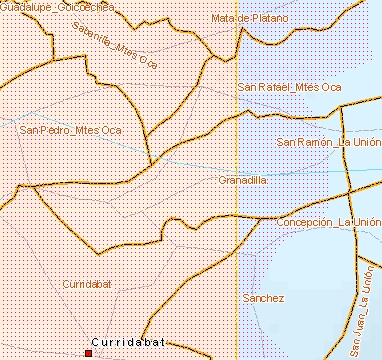 Guadalupe_Goicoechea
Mata de Platano
Sabanilla_Mtes Oca
San Rafael_Mtes Oca
San Pedro_Mtes Oca
San Ramón_La Unión
Granadilla
Concepción_La Unión
Curridabat
Sanchez
San Juan_La Unión
Curridabat